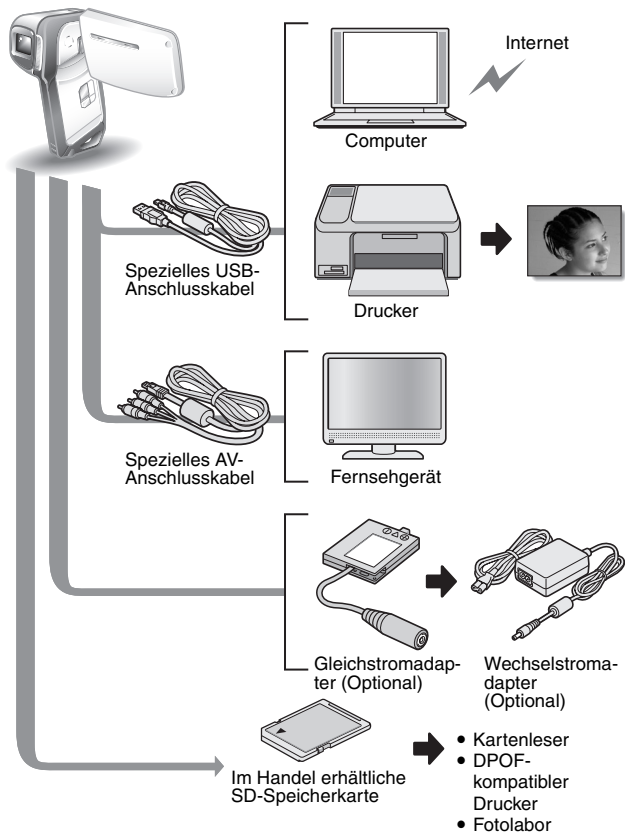 Internet
Computer
Spezielles USB-
Anschlusskabel
Drucker
Spezielles AV-
Anschlusskabel
Fernsehgerät
Gleichstromadap-
ter (Optional)
Wechselstroma-
dapter
(Optional)
Im Handel erhältliche
SD-Speicherkarte
• Kartenleser
• DPOF-
kompatibler
Drucker
• Fotolabor